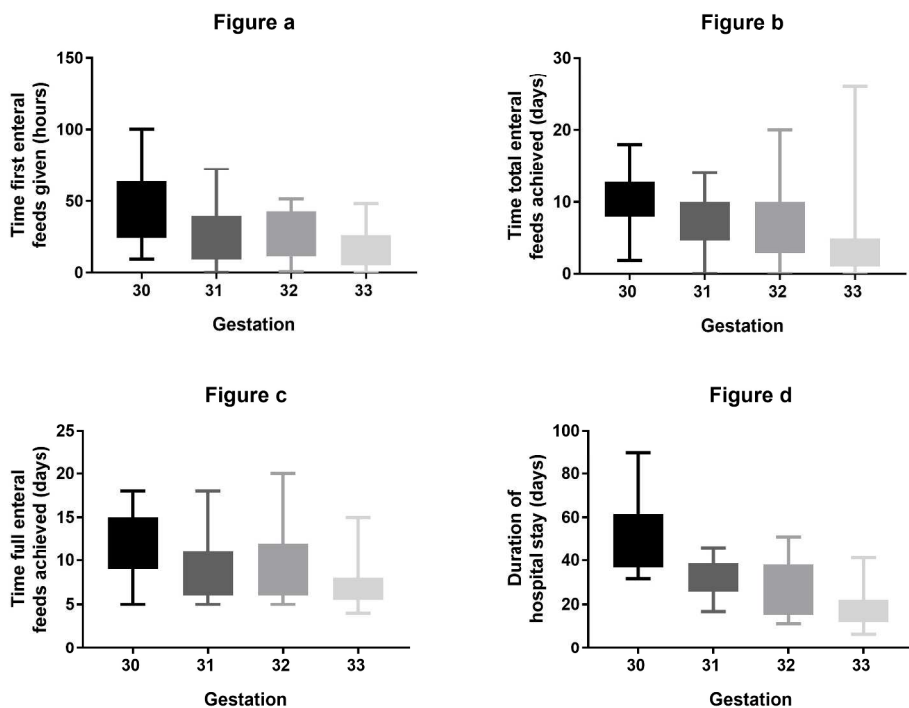 Figure a
Time first enteral
feeds given (hours)
150
100
50
0
30 31 32 33
Gestation
Figure b
Time total enteral
feeds achieved (days)
30
20
10
0
30 31 32 33
Gestation
Figure c
Time full enteral
feeds achieved (days)
25
20
15
10
5
0
30 31 32 33
Gestation
Figure d
Duration of
hospital stay (days)
100
80
60
40
20
0
30 31 32 33
Gestation